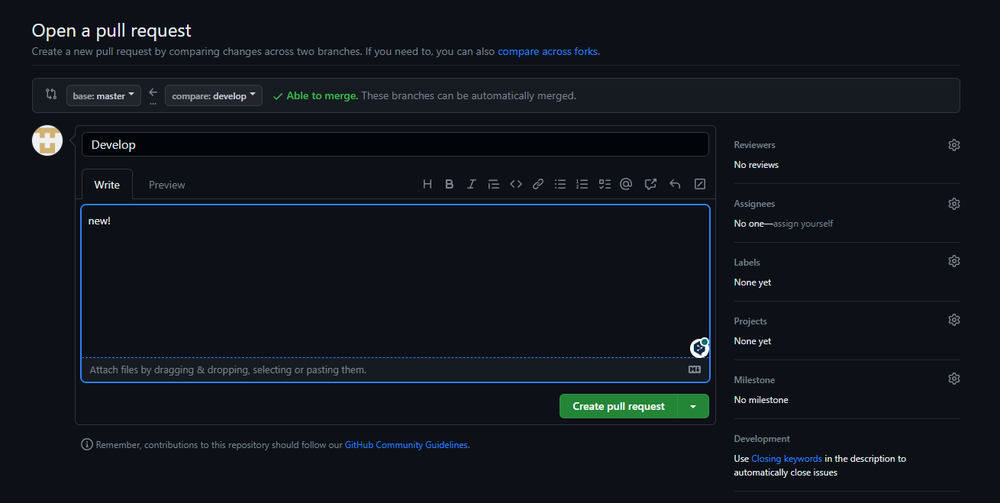 Open a pull request
Create a new pull request by comparing changes across two branches. If you need to, you can also compare across forks.
base: master
...
compare: develop
Able to merge. These branches can be automatically merged.
Develop
Write
Preview
new!
Attach files by dragging & dropping, selecting or pasting them.
Create pull request
Remember, contributions to this repository should follow our GitHub Community Guidelines.
Reviewers
No reviews
Assignees
No one—assign yourself
Labels
None yet
Projects
None yet
Milestone
No milestone
Development
Use Closing keywords in the description to
automatically close issues